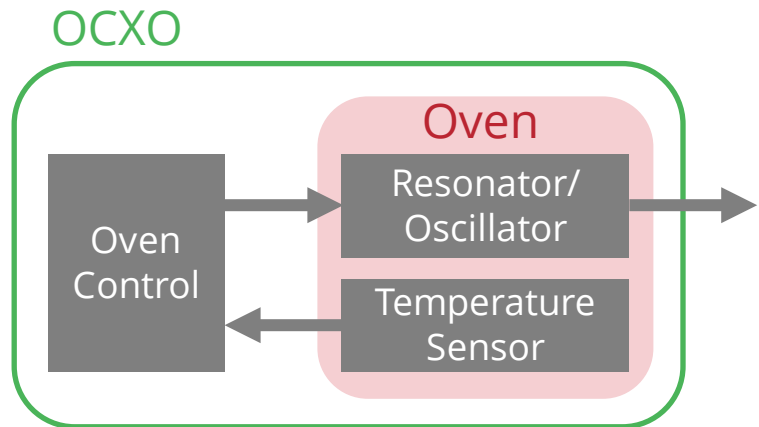 OCXO
Oven
Oven
Control
Resonator/
Oscillator
Temperature
Sensor